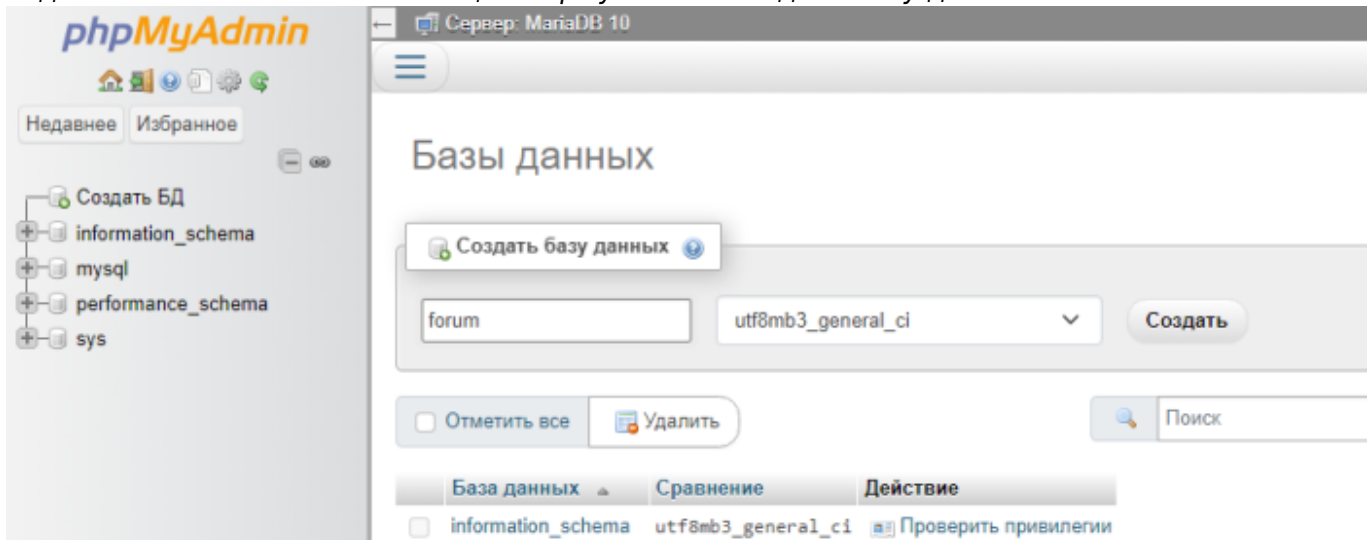 phpMyAdmin
Недавнее Избранное
Создать БД
information_schema
mysql
performance_schema
sys
Сервер: MariaDB 10
Базы данных
Создать базу данных
forum utf8mb3_general_ci Создать
Отметить все Удалить Поиск
База данных Сравнение Действие
information_schema utf8mb3_general_ci Проверить привилегии